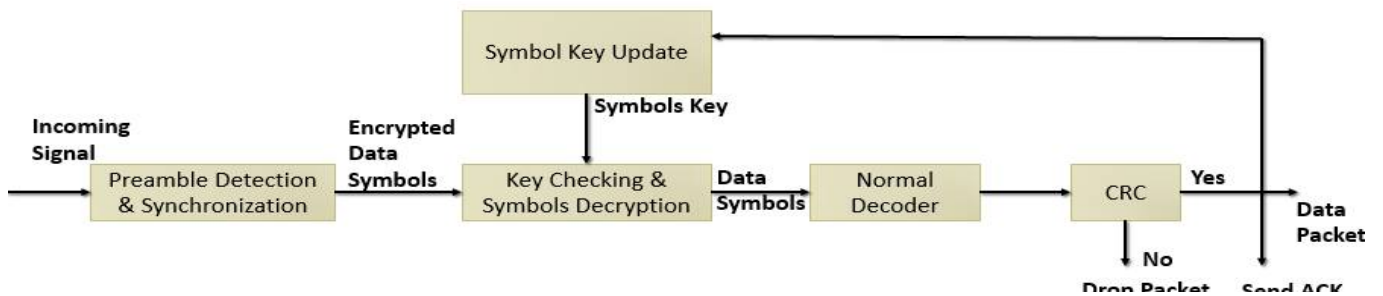 Symbol Key Update
Symbols Key
Incoming
Signal
Encrypted
Data
Symbols
Preamble Detection
& Synchronization
Key Checking &
Symbols Decryption
Data
Symbols
Normal
Decoder
CRC
Yes
Data
Packet
No
Drop Packet
Send ACK